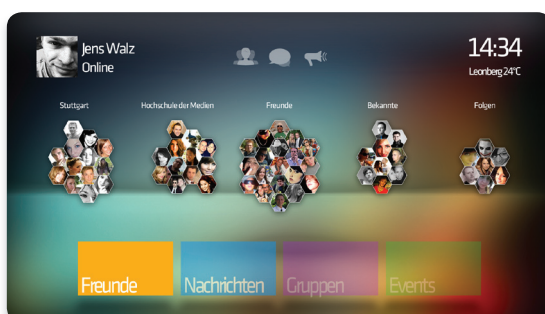 Jens Walz
Online
14:34
Leonberg 24°C
Stuttgart
Hochschule der Medien
Freunde
Bekannte
Folgen
Freunde
Nachrichten
Gruppen
Events